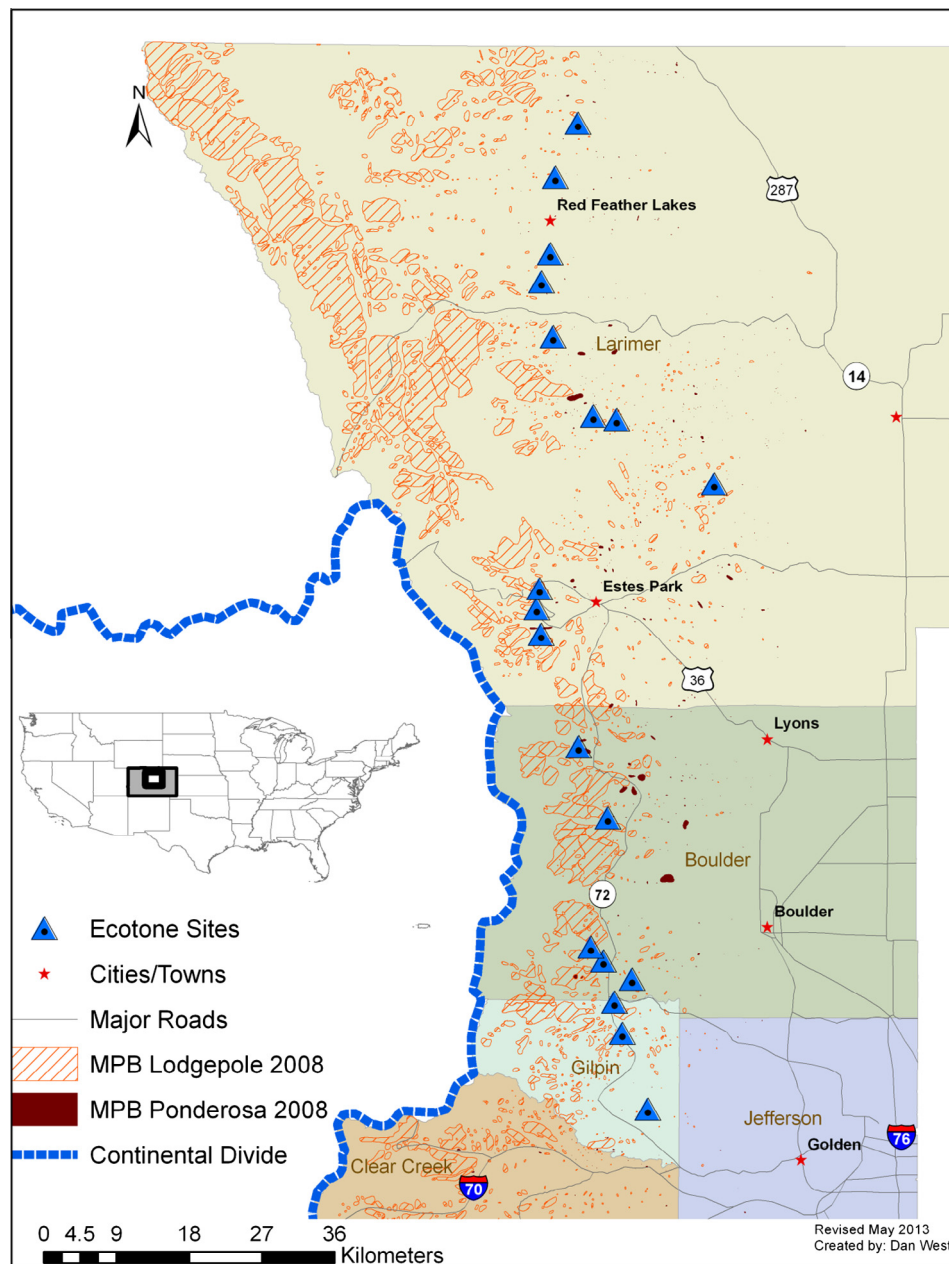 N
287
Red Feather Lakes
Larimer
14
Estes Park
36
Lyons
Boulder
72
Boulder
Gilpin
Jefferson
Golden
76
Clear Creek
70
Ecotone Sites
Cities/Towns
Major Roads
MPB Lodgepole 2008
MPB Ponderosa 2008
Continental Divide
0 4.5 9 18 27 36
Kilometers
Revised May 2013
Created by: Dan West